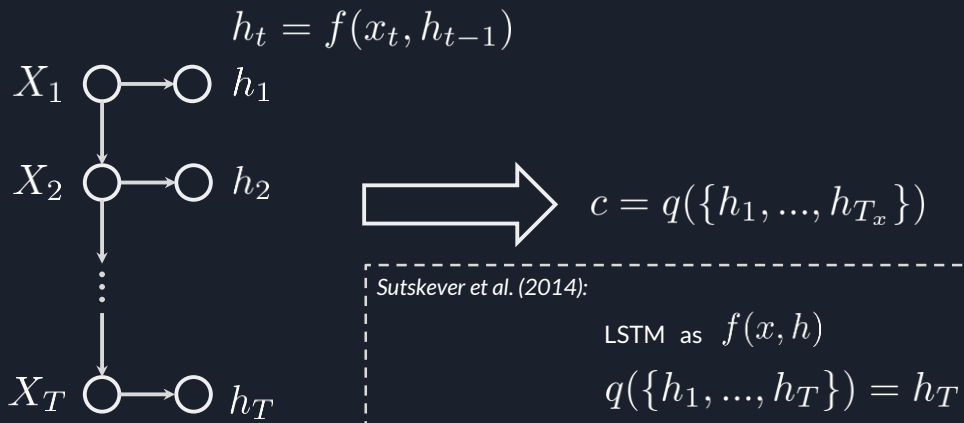 h_t = f(x_t, h_{t-1})
X_1 h_1
X_2 h_2
c = q({h_1, ..., h_{T_x}})
Sutskever et al. (2014):
LSTM as f(x, h)
X_T h_T
q({h_1, ..., h_T}) = h_T